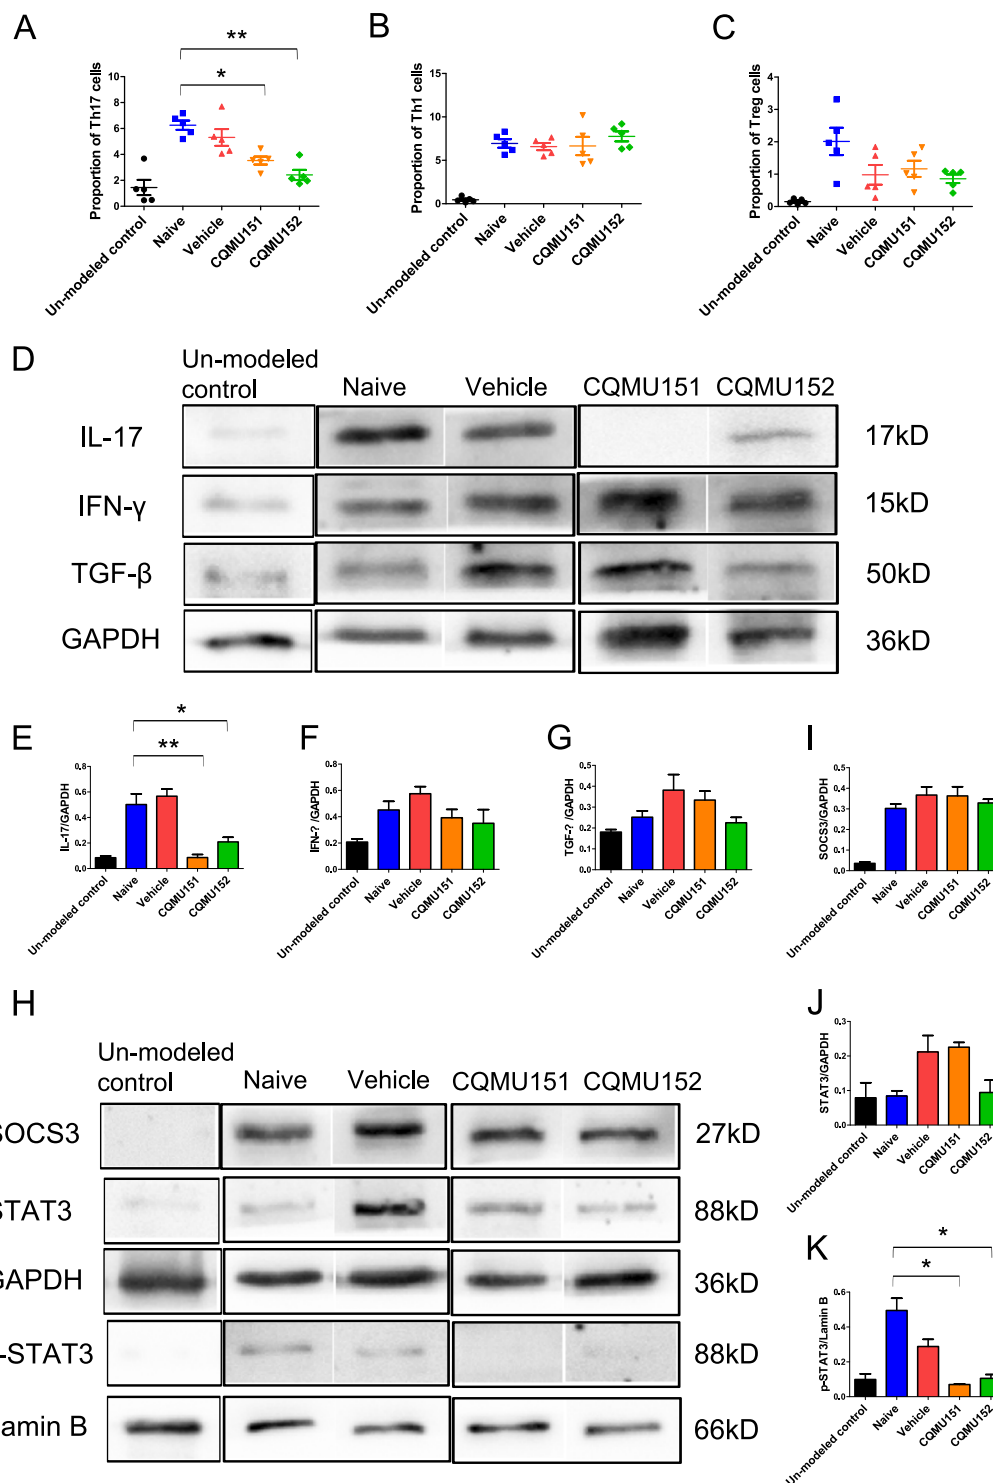 A
B
C
**
*
Proportion of Th17 cells
10
8
6
4
2
0
Un-modeled control
Naive
Vehicle
CQMU151
CQMU152
Proportion of Th1 cells
15
10
5
0
Un-modeled control
Naive
Vehicle
CQMU151
CQMU152
Proportion of Treg cells
4
3
2
1
0
Un-modeled control
Naive
Vehicle
CQMU151
CQMU152
D
Un-modeled
control
Naive
Vehicle
CQMU151
CQMU152
IL-17
17kD
IFN-γ
15kD
TGF-β
50kD
GAPDH
36kD
E
*
**
IL-17/GAPDH
0.8
0.6
0.4
0.2
0.0
Un-modeled control
Naive
Vehicle
CQMU151
CQMU152
F
IFN-? /GAPDH
0.8
0.6
0.4
0.2
0.0
Un-modeled control
Naive
Vehicle
CQMU151
CQMU152
G
TGF-? /GAPDH
0.5
0.4
0.3
0.2
0.1
0.0
Un-modeled control
Naive
Vehicle
CQMU151
CQMU152
I
SOCS3/GAPDH
0.5
0.4
0.3
0.2
0.1
0.0
Un-modeled control
Naive
Vehicle
CQMU151
CQMU152
H
Un-modeled
control
Naive
Vehicle
CQMU151
CQMU152
SOCS3
27kD
STAT3
88kD
GAPDH
36kD
-STAT3
88kD
amin B
66kD
J
STAT3/GAPDH
0.3
0.2
0.1
0.0
Un-modeled control
Naive
Vehicle
CQMU151
CQMU152
K
*
*
p-STAT3/Lamin B
0.6
0.4
0.2
0.0
Un-modeled control
Naive
Vehicle
CQMU151
CQMU152